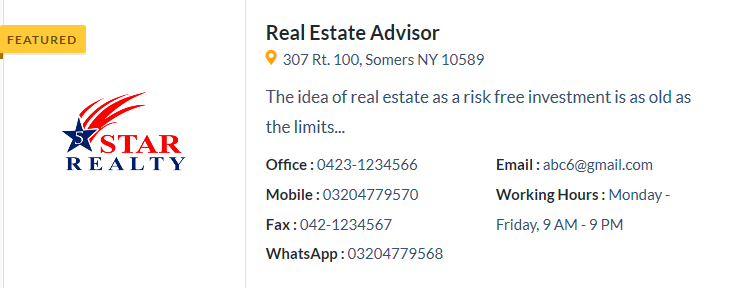 FEATURED
5 STAR
REALTY
Real Estate Advisor
307 Rt. 100, Somers NY 10589
The idea of real estate as a risk free investment is as old as
the limits...
Office : 0423-1234566
Mobile : 03204779570
Fax : 042-1234567
WhatsApp : 03204779568
Email : abc6@gmail.com
Working Hours : Monday -
Friday, 9 AM - 9 PM